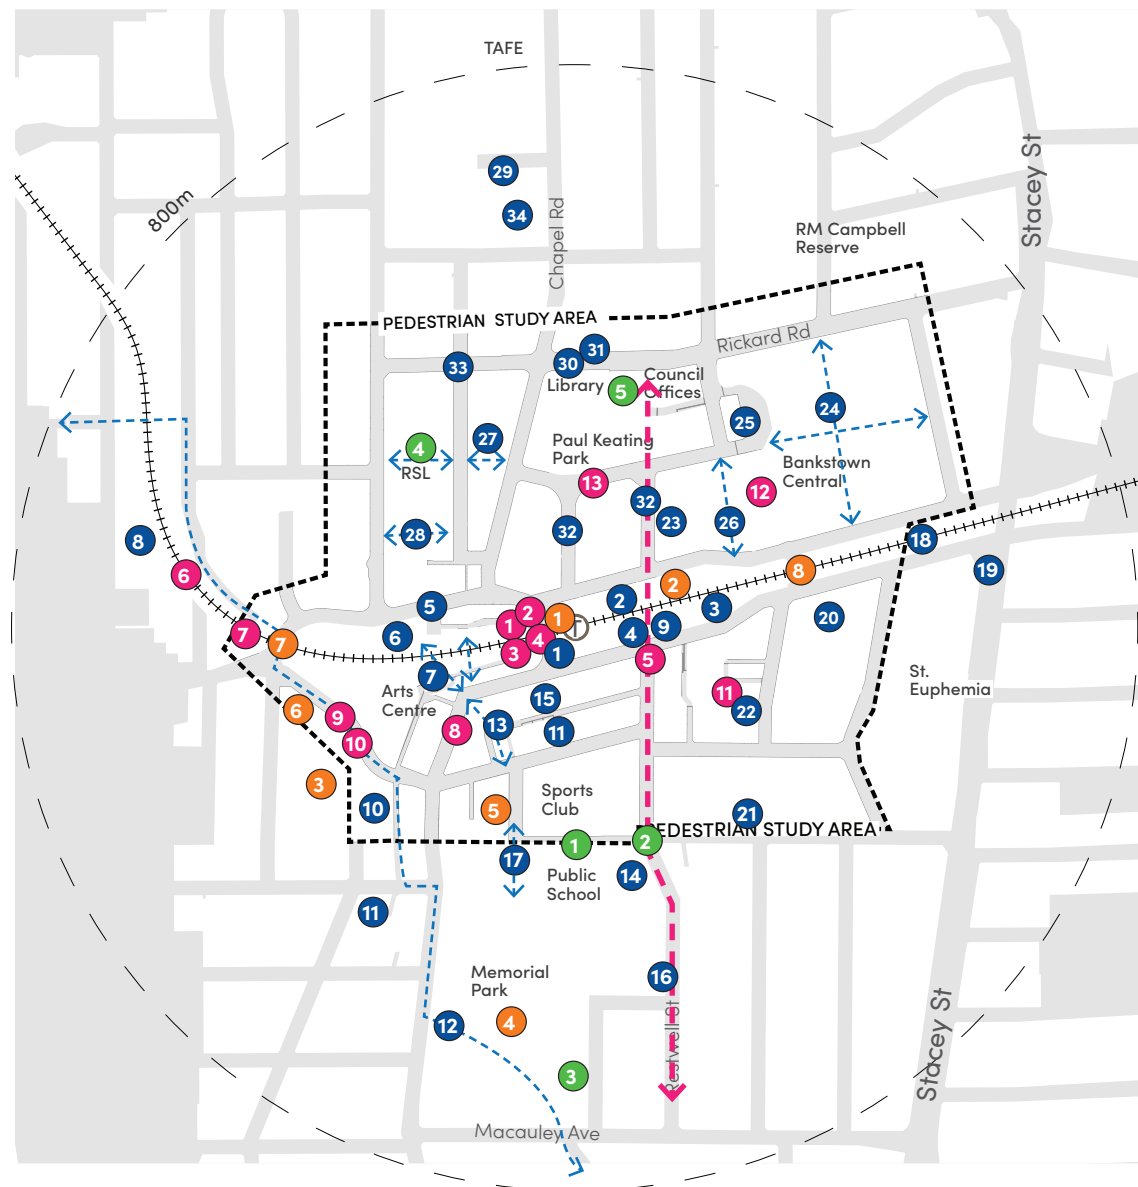 TAFE
29
800m
34
Stacey St
Chapel Rd
RM Campbell
Reserve
PEDESTRIAN STUDY AREA
Rickard Rd
31
30
33
Library
Council
Offices
5
24
25
27
4
RSL
Paul Keating
Park
Bankstown
Central
13
12
32
23
26
28
32
8
18
6
8
19
2
5
2
3
2
1
1
T
20
6
4
9
7
7
4
3
1
5
7
St.
Euphemia
Arts
Centre
11
22
15
6
9
8
13
11
10
3
10
5
Sports
Club
21
PEDESTRIAN STUDY AREA
1
2
17
Public
School
14
11
Memorial
Park
16
12
4
Restwell St
Stacey St
3
Macauley Ave